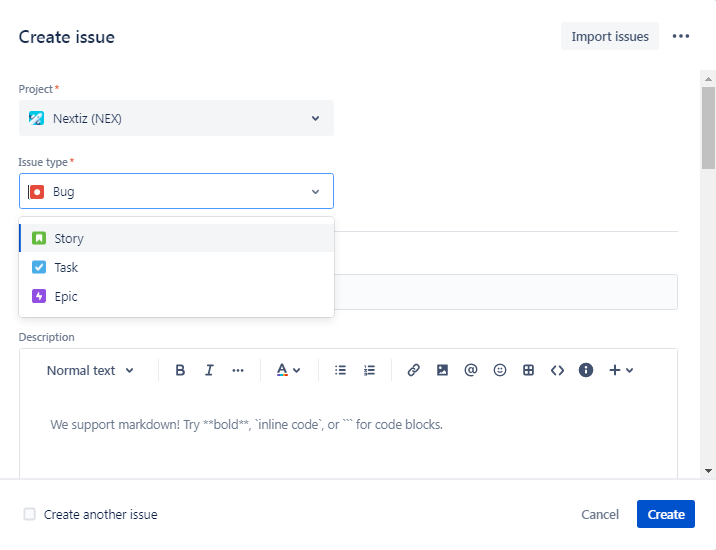 Create issue
Import issues
Project*
Nextiz (NEX)
Issue type*
Bug
Story
Task
Epic
Description
Normal text
B I A
We support markdown! Try **bold**, `inline code`, or ``` for code blocks.
Create another issue
Cancel
Create